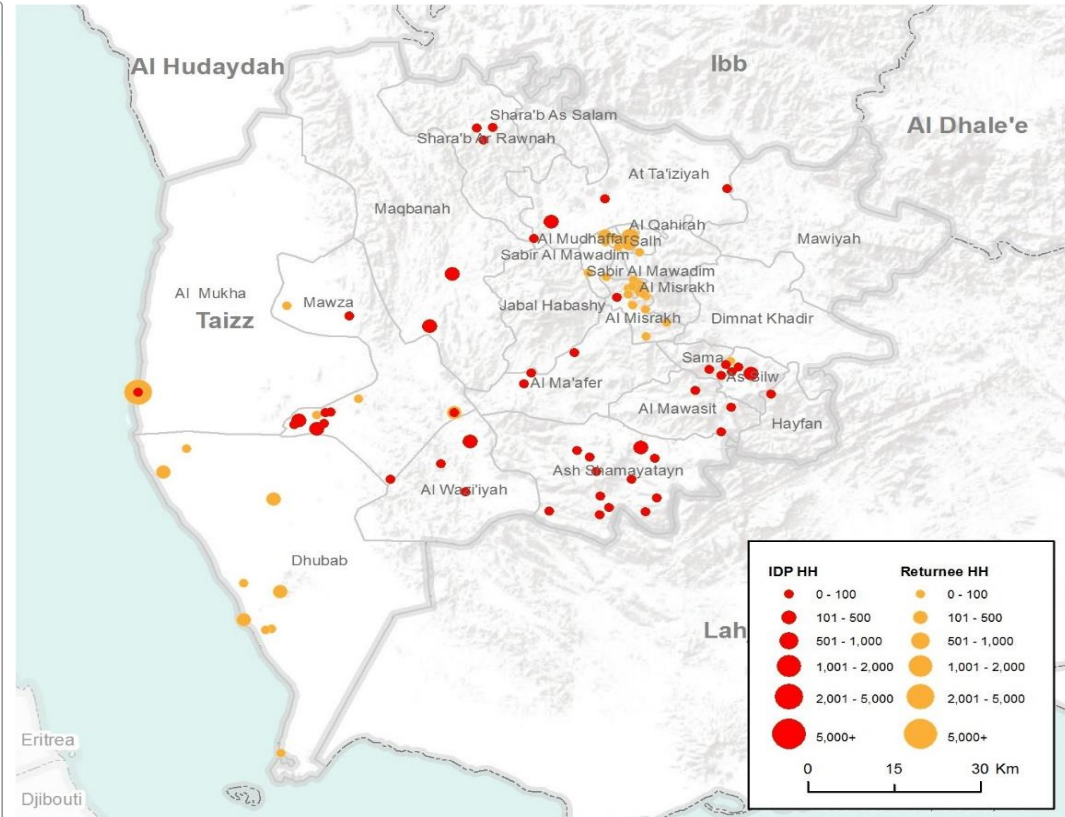 Al Hudaydah
Ibb
Al Dhale'e
Shara'b As Salam
Shara'b Ar Rawnah
At Ta'iziyah
Maqbanah
Al Qahirah
Al Mudhaffar
Salh
Mawiyah
Sabir Al Mawadim
Sabir Al Mawadim
Al Misrakh
Al Mukha
Mawza
Jabal Habashy
Taizz
Al Misrakh
Dimnat Khadir
Sama
As Silw
Al Ma'afer
Al Mawasit
Hayfan
Ash Shamayatayn
Al Wazi'iyah
Dhubab
Lahj
Eritrea
Djibouti
IDP HH
Returnee HH
0 - 100
0 - 100
101 - 500
101 - 500
501 - 1,000
501 - 1,000
1,001 - 2,000
1,001 - 2,000
2,001 - 5,000
2,001 - 5,000
5,000+
5,000+
0 15 30 Km